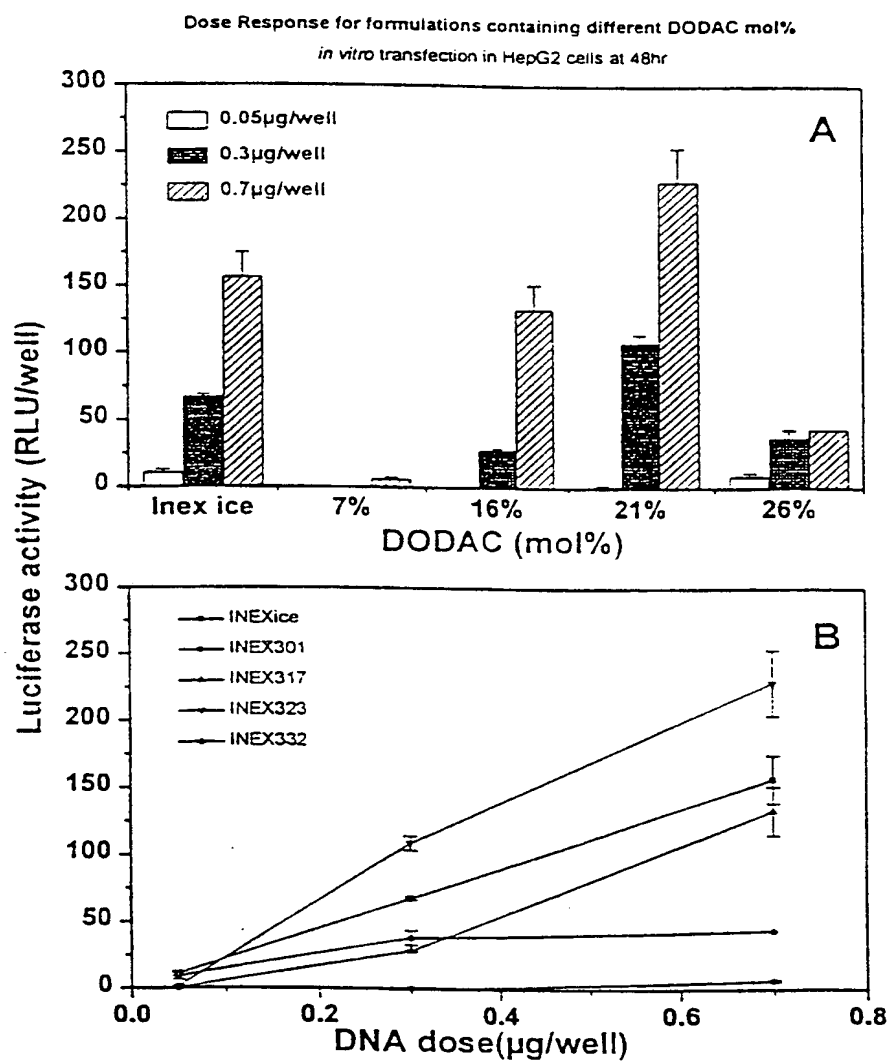 Dose Response for formulations containing different DODAC mol%
in vitro transfection in HepG2 cells at 48hr
A
0.05µg/well
0.3µg/well
0.7µg/well
300
250
200
150
100
50
0
Inex ice 7% 16% 21% 26%
DODAC (mol%)
Luciferase activity (RLU/well)
B
INEXice
INEX301
INEX317
INEX323
INEX332
300
250
200
150
100
50
0
0.0 0.2 0.4 0.6 0.8
DNA dose(µg/well)